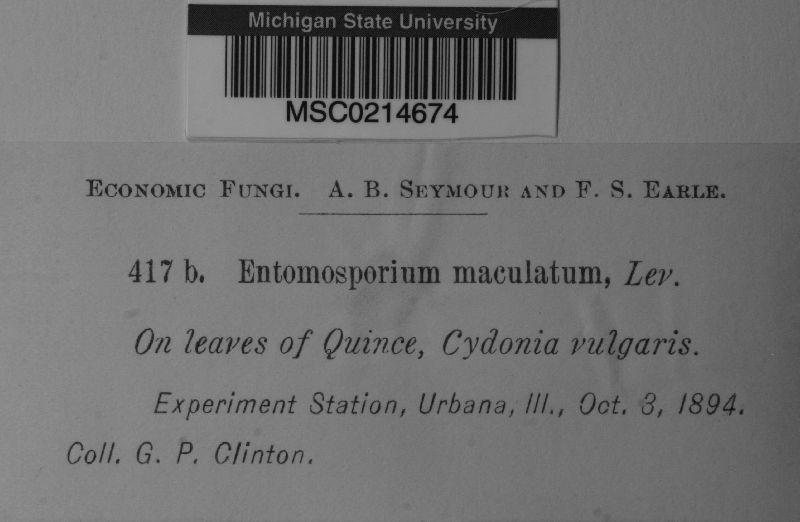 Michigan State University
MSC0214674
Economic Fungi. A. B. Seymour and F. S. Earle.
417 b. Entomosporium maculatum, Lev.
On leaves of Quince, Cydonia vulgaris.
Experiment Station, Urbana, Ill., Oct. 3, 1894.
Coll. G. P. Clinton.